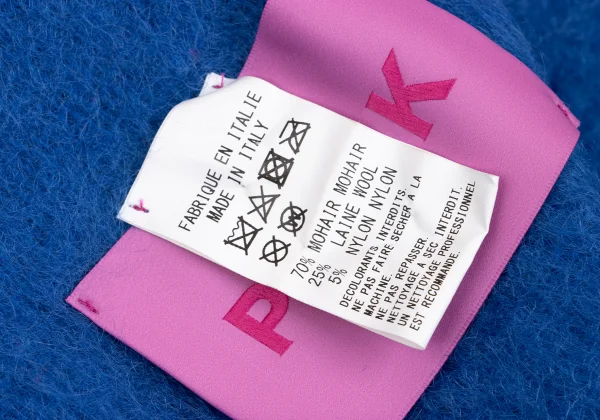 K
P
FABRIQUE EN ITALIE
MADE IN ITALY
70% MOHAIR MOHAIR
25% LAINE WOOL
5% NYLON NYLON
DECOLORANTS INTERDITS.
NE PAS FAIRE SECHER A LA
MACHINE.
NE PAS REPASSER.
NETTOYAGE A SEC INTERDIT.
UN NETTOYAGE PROFESSIONNEL
EST RECOMMANDE.